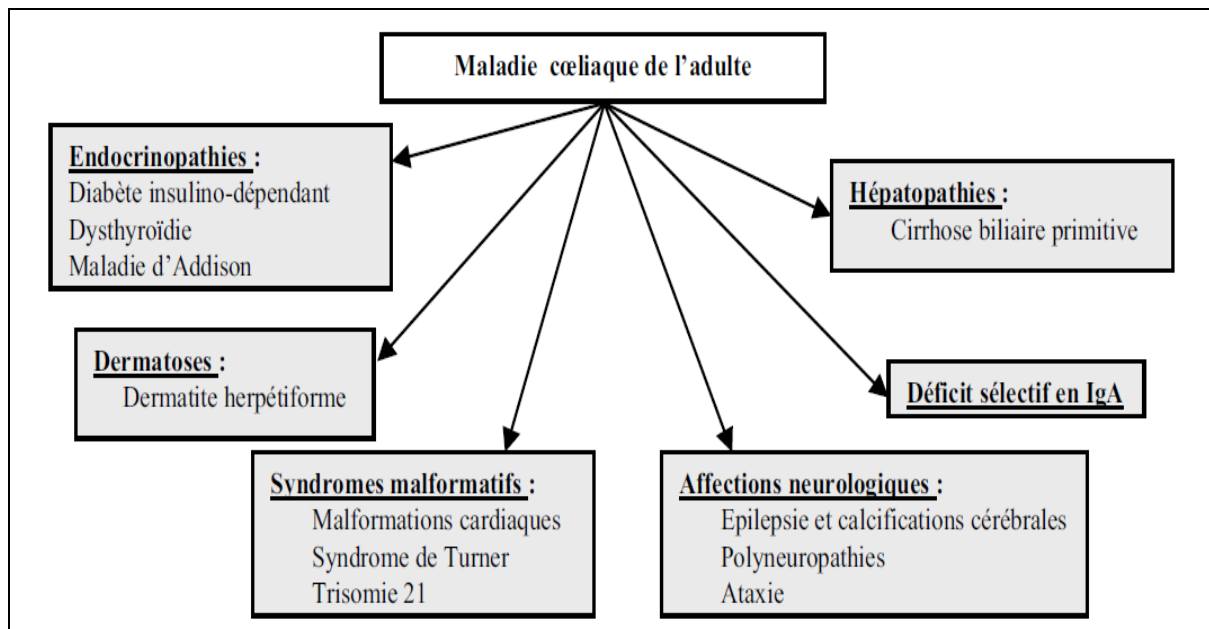 Maladie cœliaque de l’adulte
Endocrinopathies :
Diabète insulino-dépendant
Dysthyroïdie
Maladie d’Addison
Hépatopathies :
Cirrhose biliaire primitive
Dermatoses :
Dermatite herpétiforme
Déficit sélectif en IgA
Syndromes malformatifs :
Malformations cardiaques
Syndrome de Turner
Trisomie 21
Affections neurologiques :
Epilepsie et calcifications cérébrales
Polyneuropathies
Ataxie